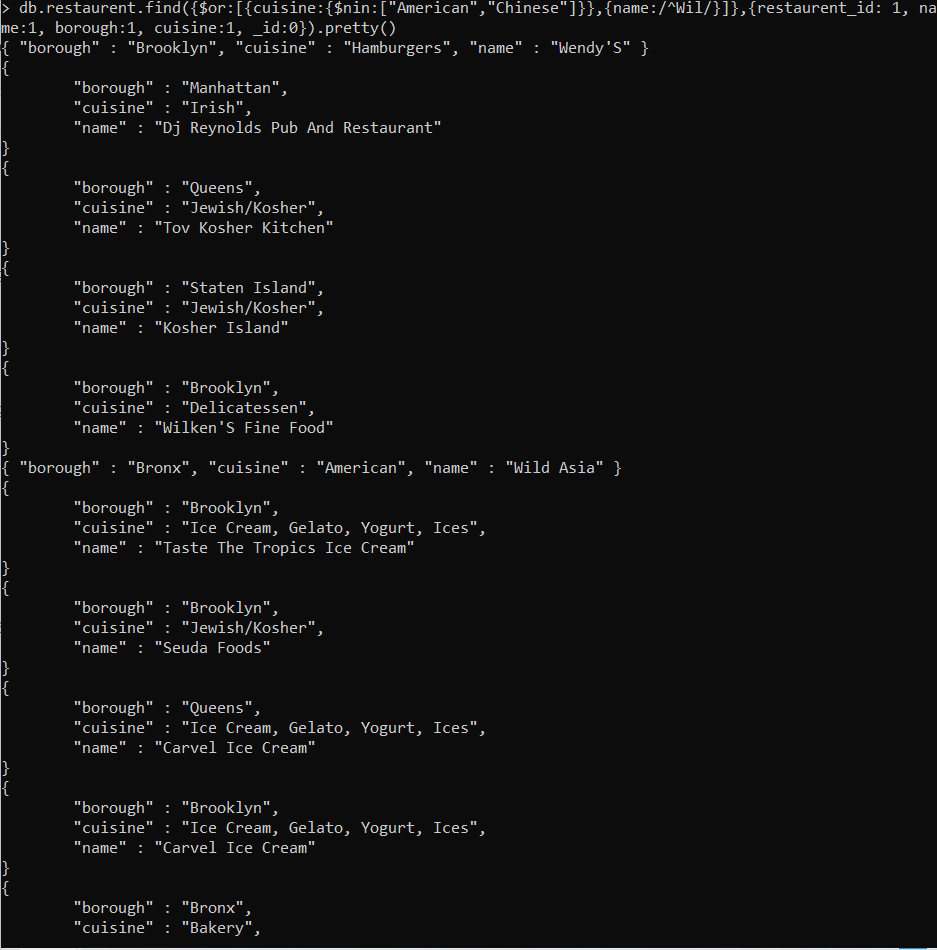 > db.restaurent.find({$or:[{cuisine:{$nin:["American","Chinese"]}},{name:/^Wil/}]},{restaurent_id: 1, na
me:1, borough:1, cuisine:1, _id:0}).pretty()
{ "borough" : "Brooklyn", "cuisine" : "Hamburgers", "name" : "Wendy'S" }
{
"borough" : "Manhattan",
"cuisine" : "Irish",
"name" : "Dj Reynolds Pub And Restaurant"
}
{
"borough" : "Queens",
"cuisine" : "Jewish/Kosher",
"name" : "Tov Kosher Kitchen"
}
{
"borough" : "Staten Island",
"cuisine" : "Jewish/Kosher",
"name" : "Kosher Island"
}
{
"borough" : "Brooklyn",
"cuisine" : "Delicatessen",
"name" : "Wilken'S Fine Food"
}
{ "borough" : "Bronx", "cuisine" : "American", "name" : "Wild Asia" }
{
"borough" : "Brooklyn",
"cuisine" : "Ice Cream, Gelato, Yogurt, Ices",
"name" : "Taste The Tropics Ice Cream"
}
{
"borough" : "Brooklyn",
"cuisine" : "Jewish/Kosher",
"name" : "Seuda Foods"
}
{
"borough" : "Queens",
"cuisine" : "Ice Cream, Gelato, Yogurt, Ices",
"name" : "Carvel Ice Cream"
}
{
"borough" : "Brooklyn",
"cuisine" : "Ice Cream, Gelato, Yogurt, Ices",
"name" : "Carvel Ice Cream"
}
{
"borough" : "Bronx",
"cuisine" : "Bakery",